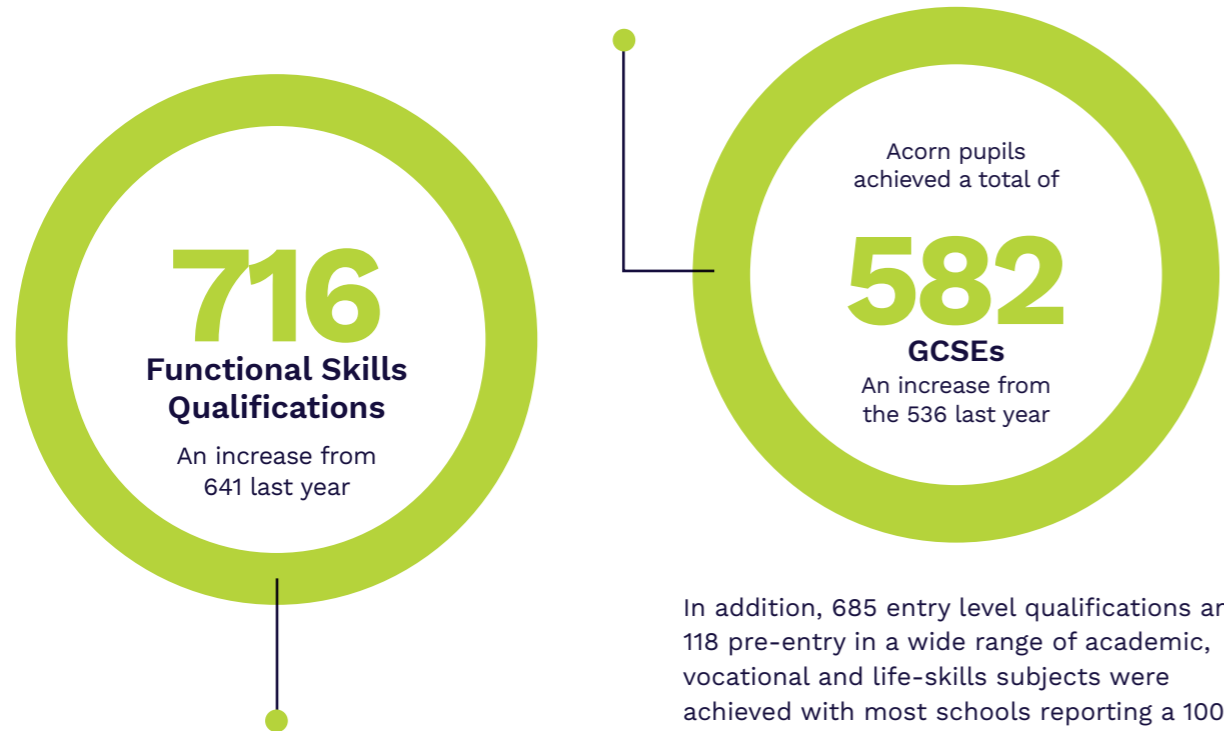 716
Functional Skills
Qualifications
An increase from
641 last year
Acorn pupils
achieved a total of
582
GCSEs
An increase from
the 536 last year
In addition, 685 entry level qualifications
118 pre-entry in a wide range of academic,
vocational and life-skills subjects were
achieved with most schools reporting a 100